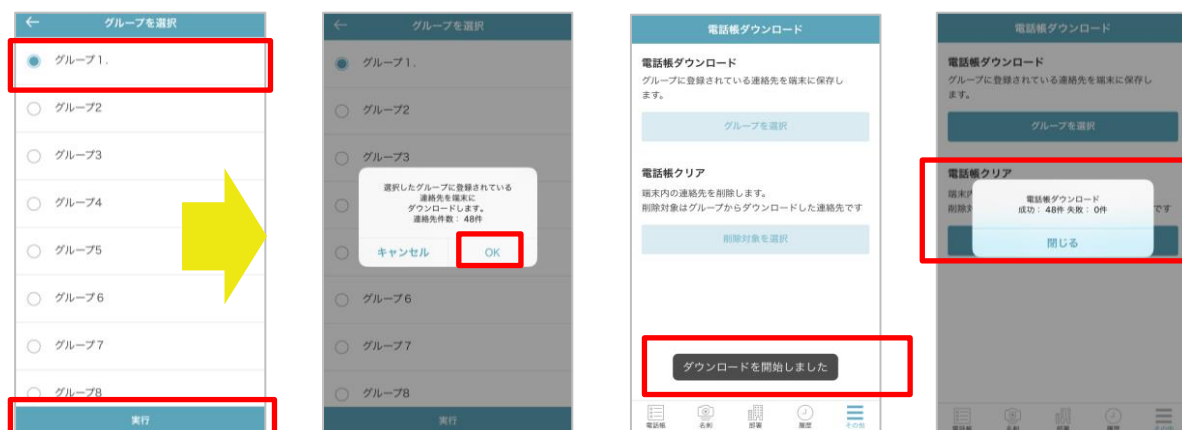 ← グループを選択
グループ1.
グループ2
グループ3
グループ4
グループ5
グループ6
グループ7
グループ8
実行
← グループを選択
グループ1.
グループ2
グループ3
選択したグループに登録されている
連絡先を端末に
ダウンロードします。
連絡先件数： 48件
キャンセル OK
グループ6
グループ7
グループ8
実行
電話帳ダウンロード
電話帳ダウンロード
グループに登録されている連絡先を端末に保存し
ます。
グループを選択
電話帳クリア
端末内の連絡先を削除します。
削除対象はグループからダウンロードした連絡先です
削除対象を選択
ダウンロードを開始しました
電話帳 名刺 部署 履歴 その他
電話帳ダウンロード
電話帳ダウンロード
グループに登録されている連絡先を端末に保存し
ます。
グループを選択
電話帳クリア
端末
削除 です
電話帳ダウンロード
成功： 48件 失敗： 0件
閉じる
電話帳 名刺 部署 履歴 その他